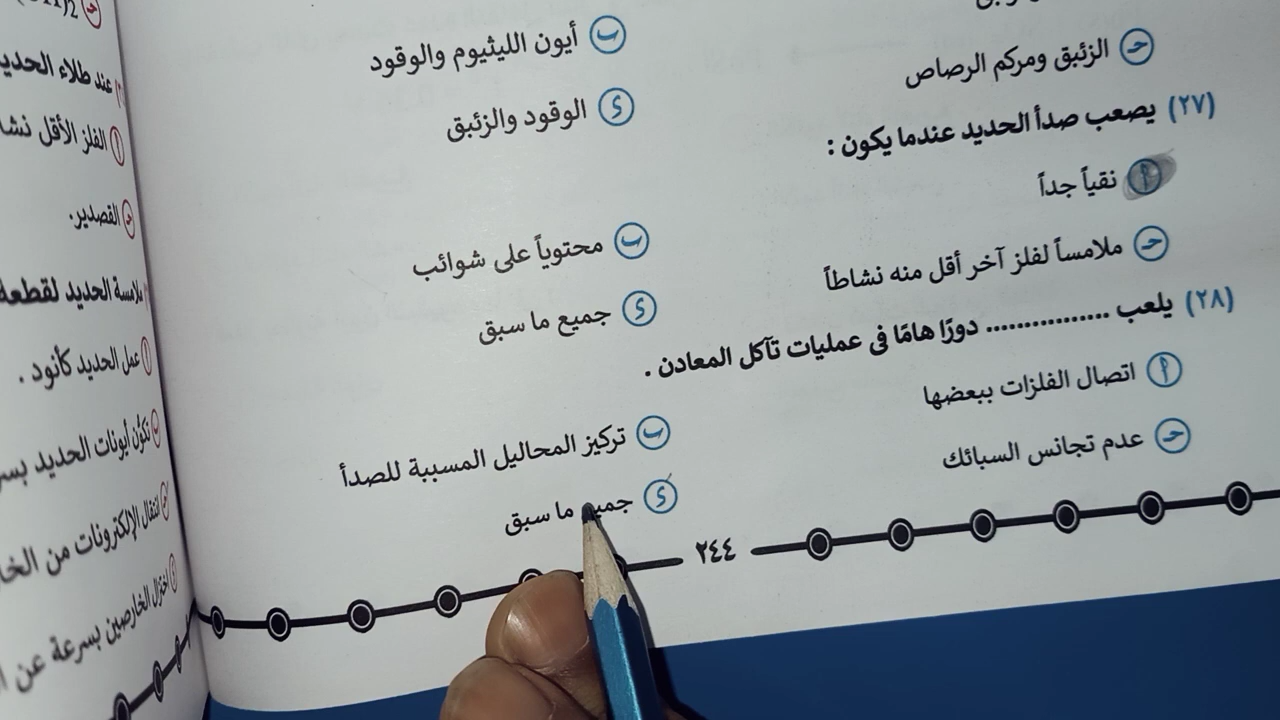 ب أيون الليثيوم والوقود
ح الزئبق ومركم الرصاص
د الوقود والزئبق
(٢٧) يصعب صدأ الحديد عندما يكون :
أ نقياً جداً
ب محتوياً على شوائب
ح ملامساً لفلز آخر أقل منه نشاطاً
د جميع ما سبق
(٢٨) يلعب ................ دورًا هامًا فى عمليات تآكل المعادن .
أ اتصال الفلزات ببعضها
ب تركيز المحاليل المسببة للصدأ
ح عدم تجانس السبائك
د جميع ما سبق
٢٤٤
عند طلاء
أ الفلز الأقل
ح القصدير.
ملامسة الحديد لقطعة
أ عمل الحديد كأنود .
ب تكوّن أيونات الحديد
ح انتقال الإلكترونات من
د اختزال الخارصين بسرعة عن